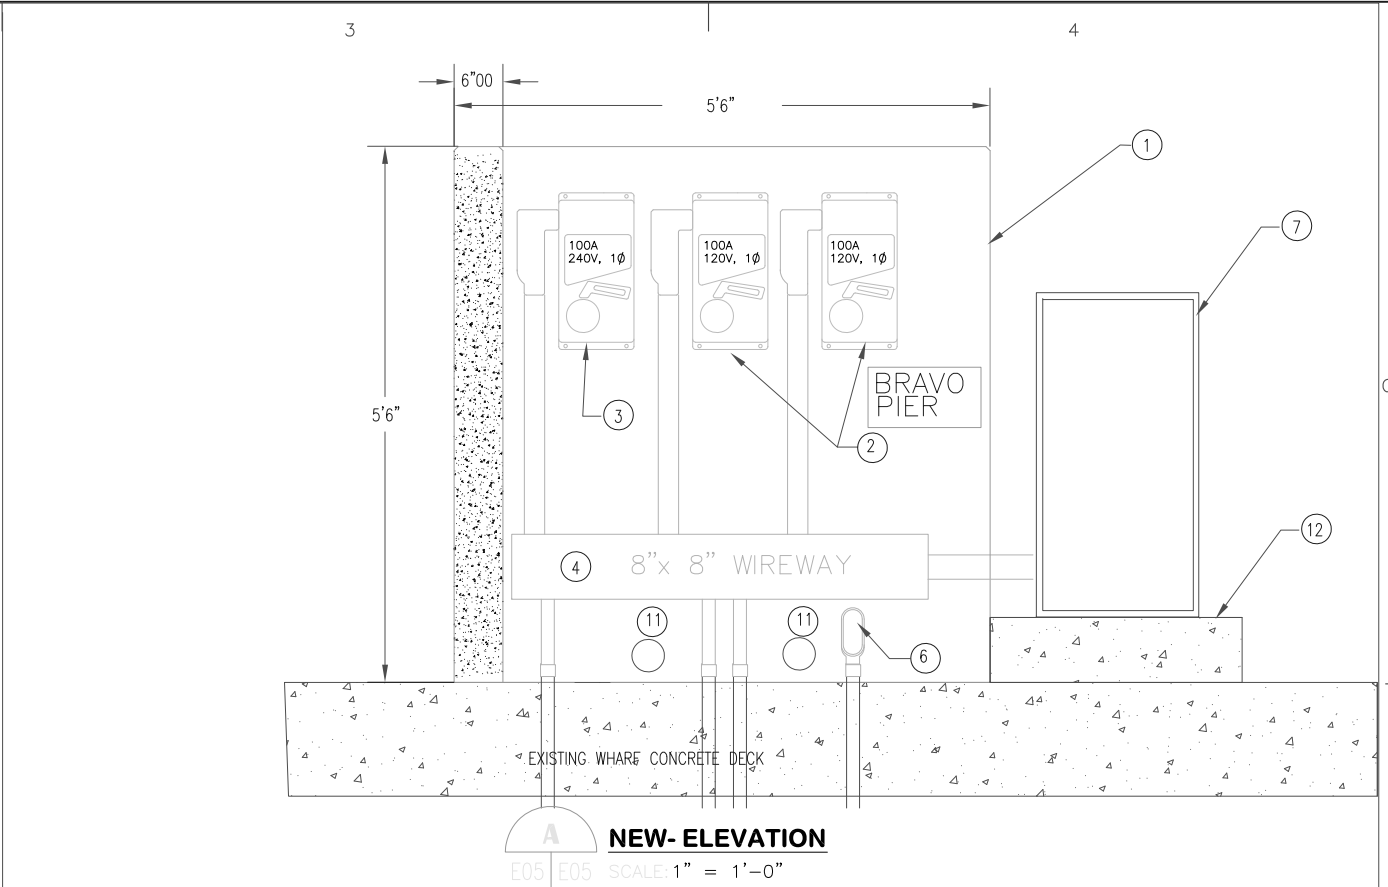 3
4
6"00
5'6"
1
7
100A
240V, 1Ø
100A
120V, 1Ø
100A
120V, 1Ø
BRAVO
PIER
5'6"
3
2
12
4
8"x 8" WIREWAY
11
11
6
EXISTING WHARF CONCRETE DECK
A
NEW- ELEVATION
E05 E05 SCALE: 1" = 1'-0"